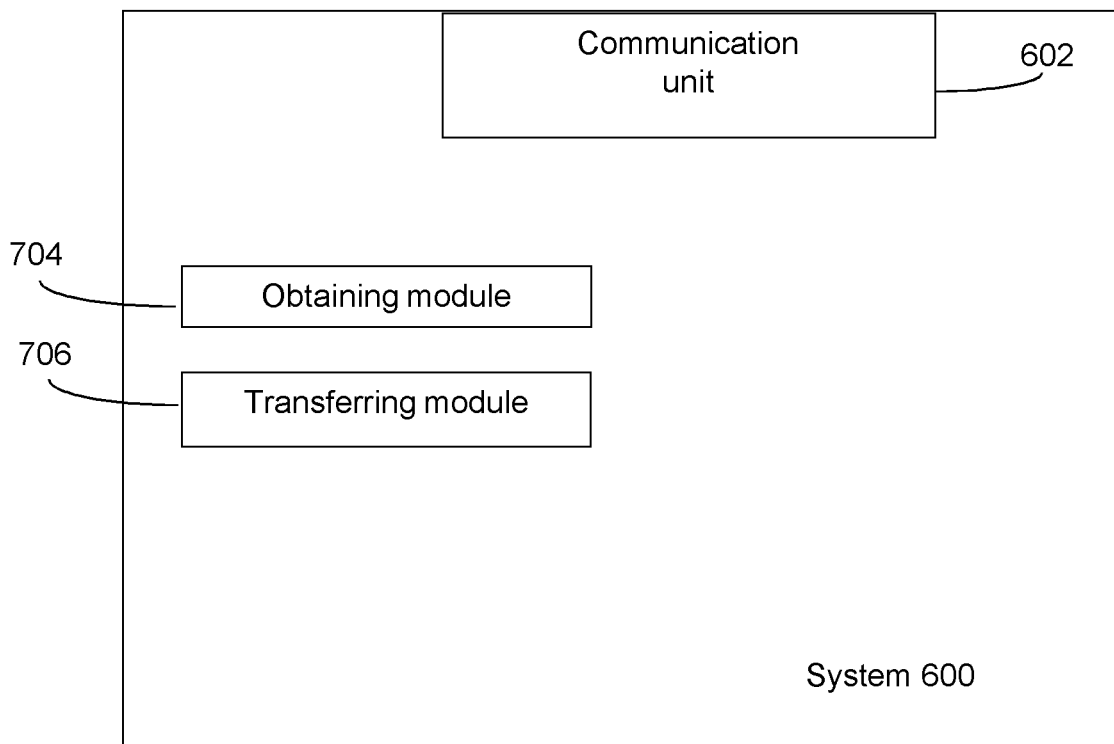 Communication
unit
602
704
Obtaining module
706
Transferring module
System 600